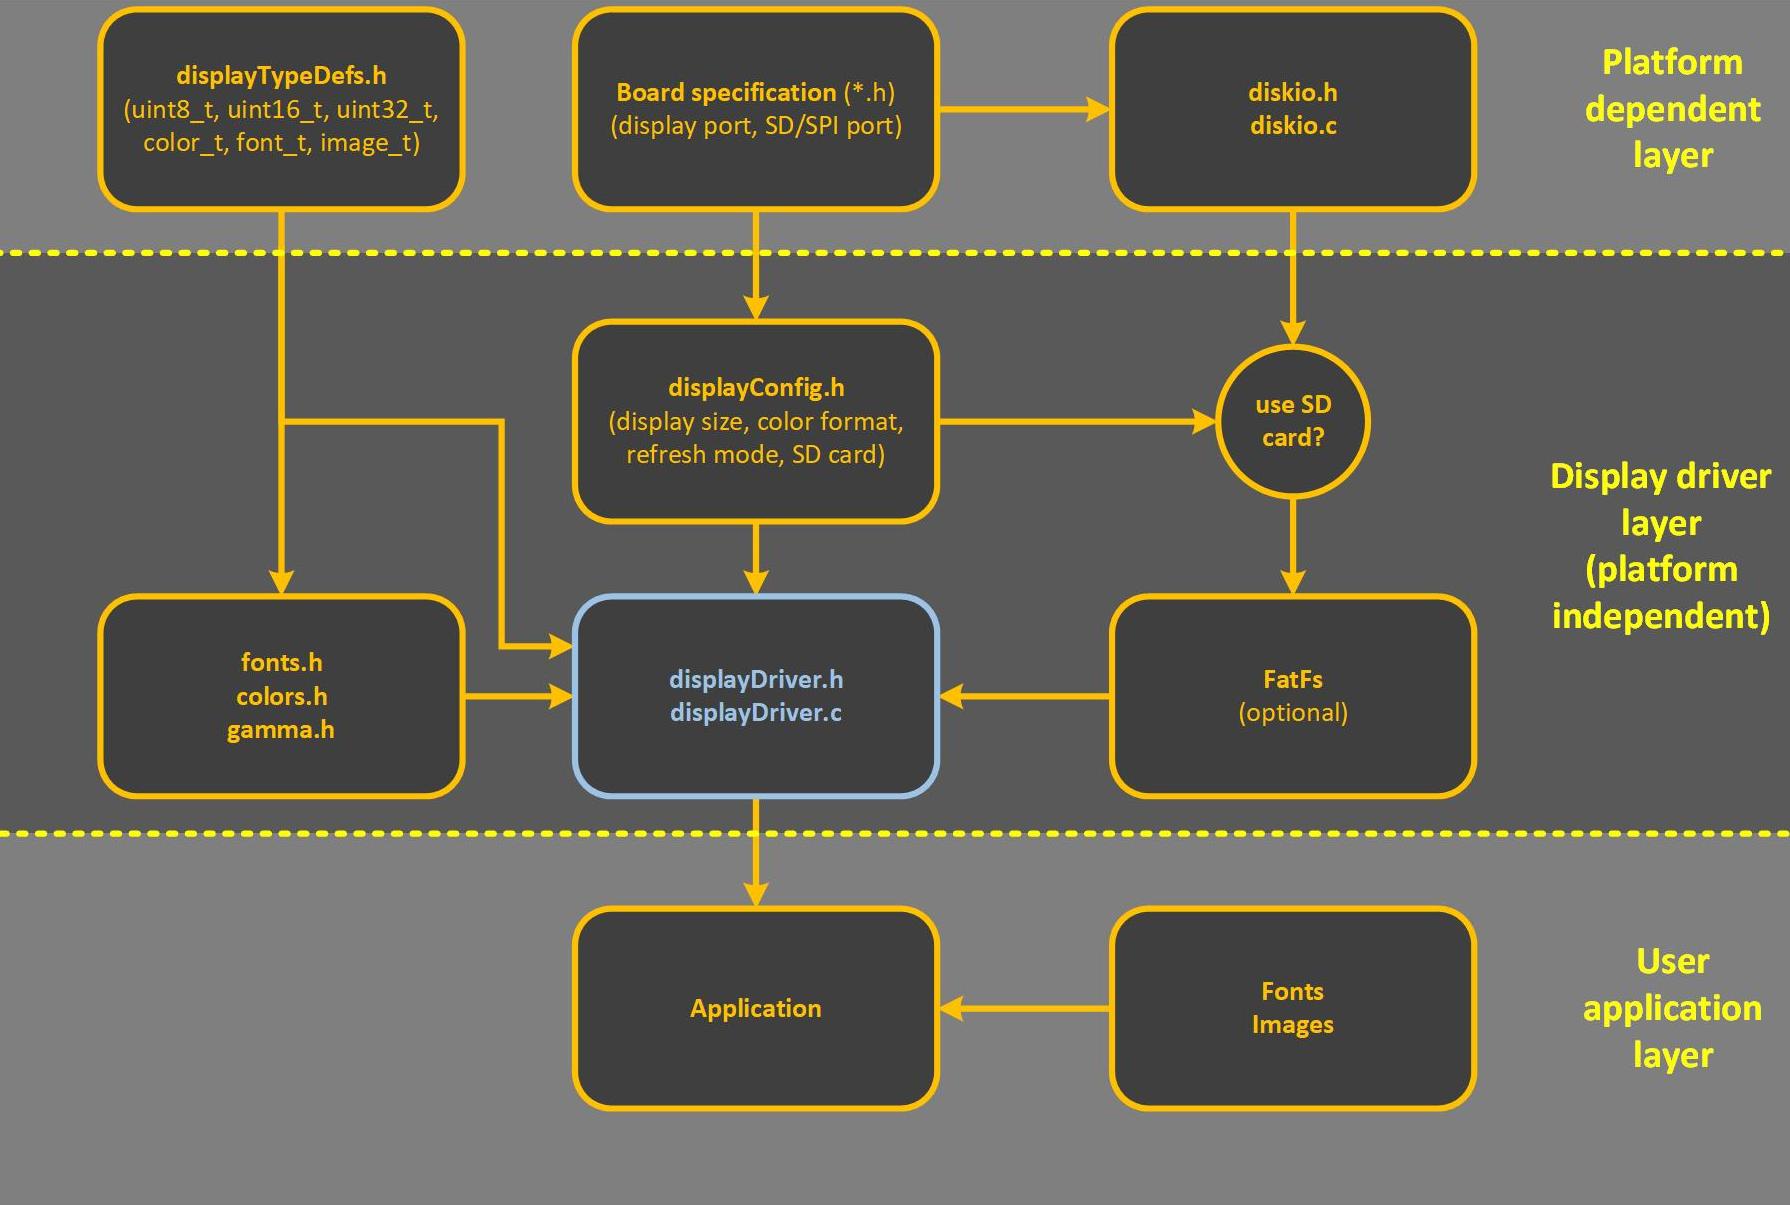 displayTypeDefs.h
(uint8_t, uint16_t, uint32_t,
color_t, font_t, image_t)
Board specification (*.h)
(display port, SD/SPI port)
diskio.h
diskio.c
Platform
dependent
layer
displayConfig.h
(display size, color format,
refresh mode, SD card)
use SD
card?
Display driver
layer
(platform
independent)
fonts.h
colors.h
gamma.h
displayDriver.h
displayDriver.c
FatFs
(optional)
Application
Fonts
Images
User
application
layer